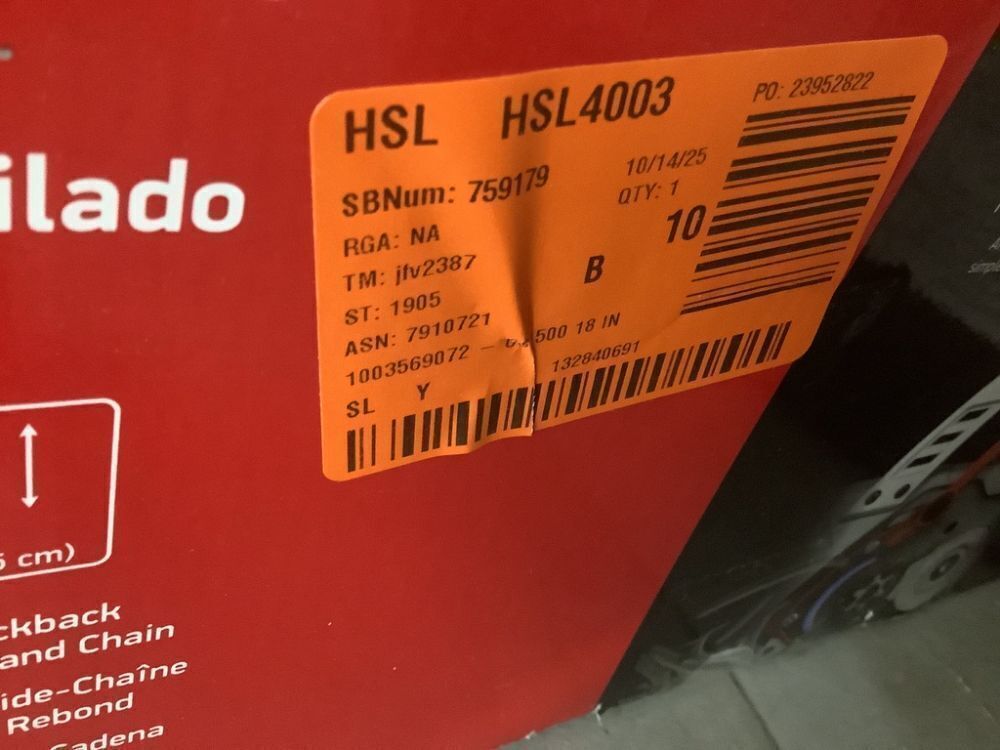 ilado
HSL HSL4003
PO: 23952822
SBNum: 759179
10/14/25
QTY: 1
RGA: NA
10
TM: jfv2387
B
ST: 1905
ASN: 7910721
1003569072 - 500 18 IN
132840691
SL Y
cm)
ckback
and Chain
ide-Chaîne
Rebond
Cadena